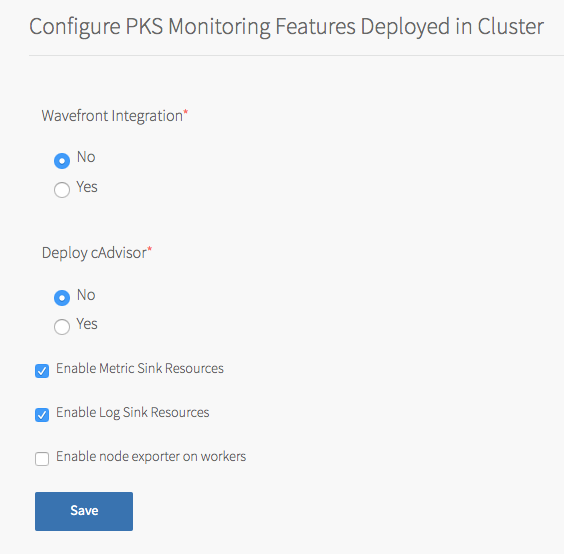 Configure PKS Monitoring Features Deployed in Cluster
Wavefront Integration*
No
Yes
Deploy cAdvisor*
No
Yes
Enable Metric Sink Resources
Enable Log Sink Resources
Enable node exporter on workers
Save